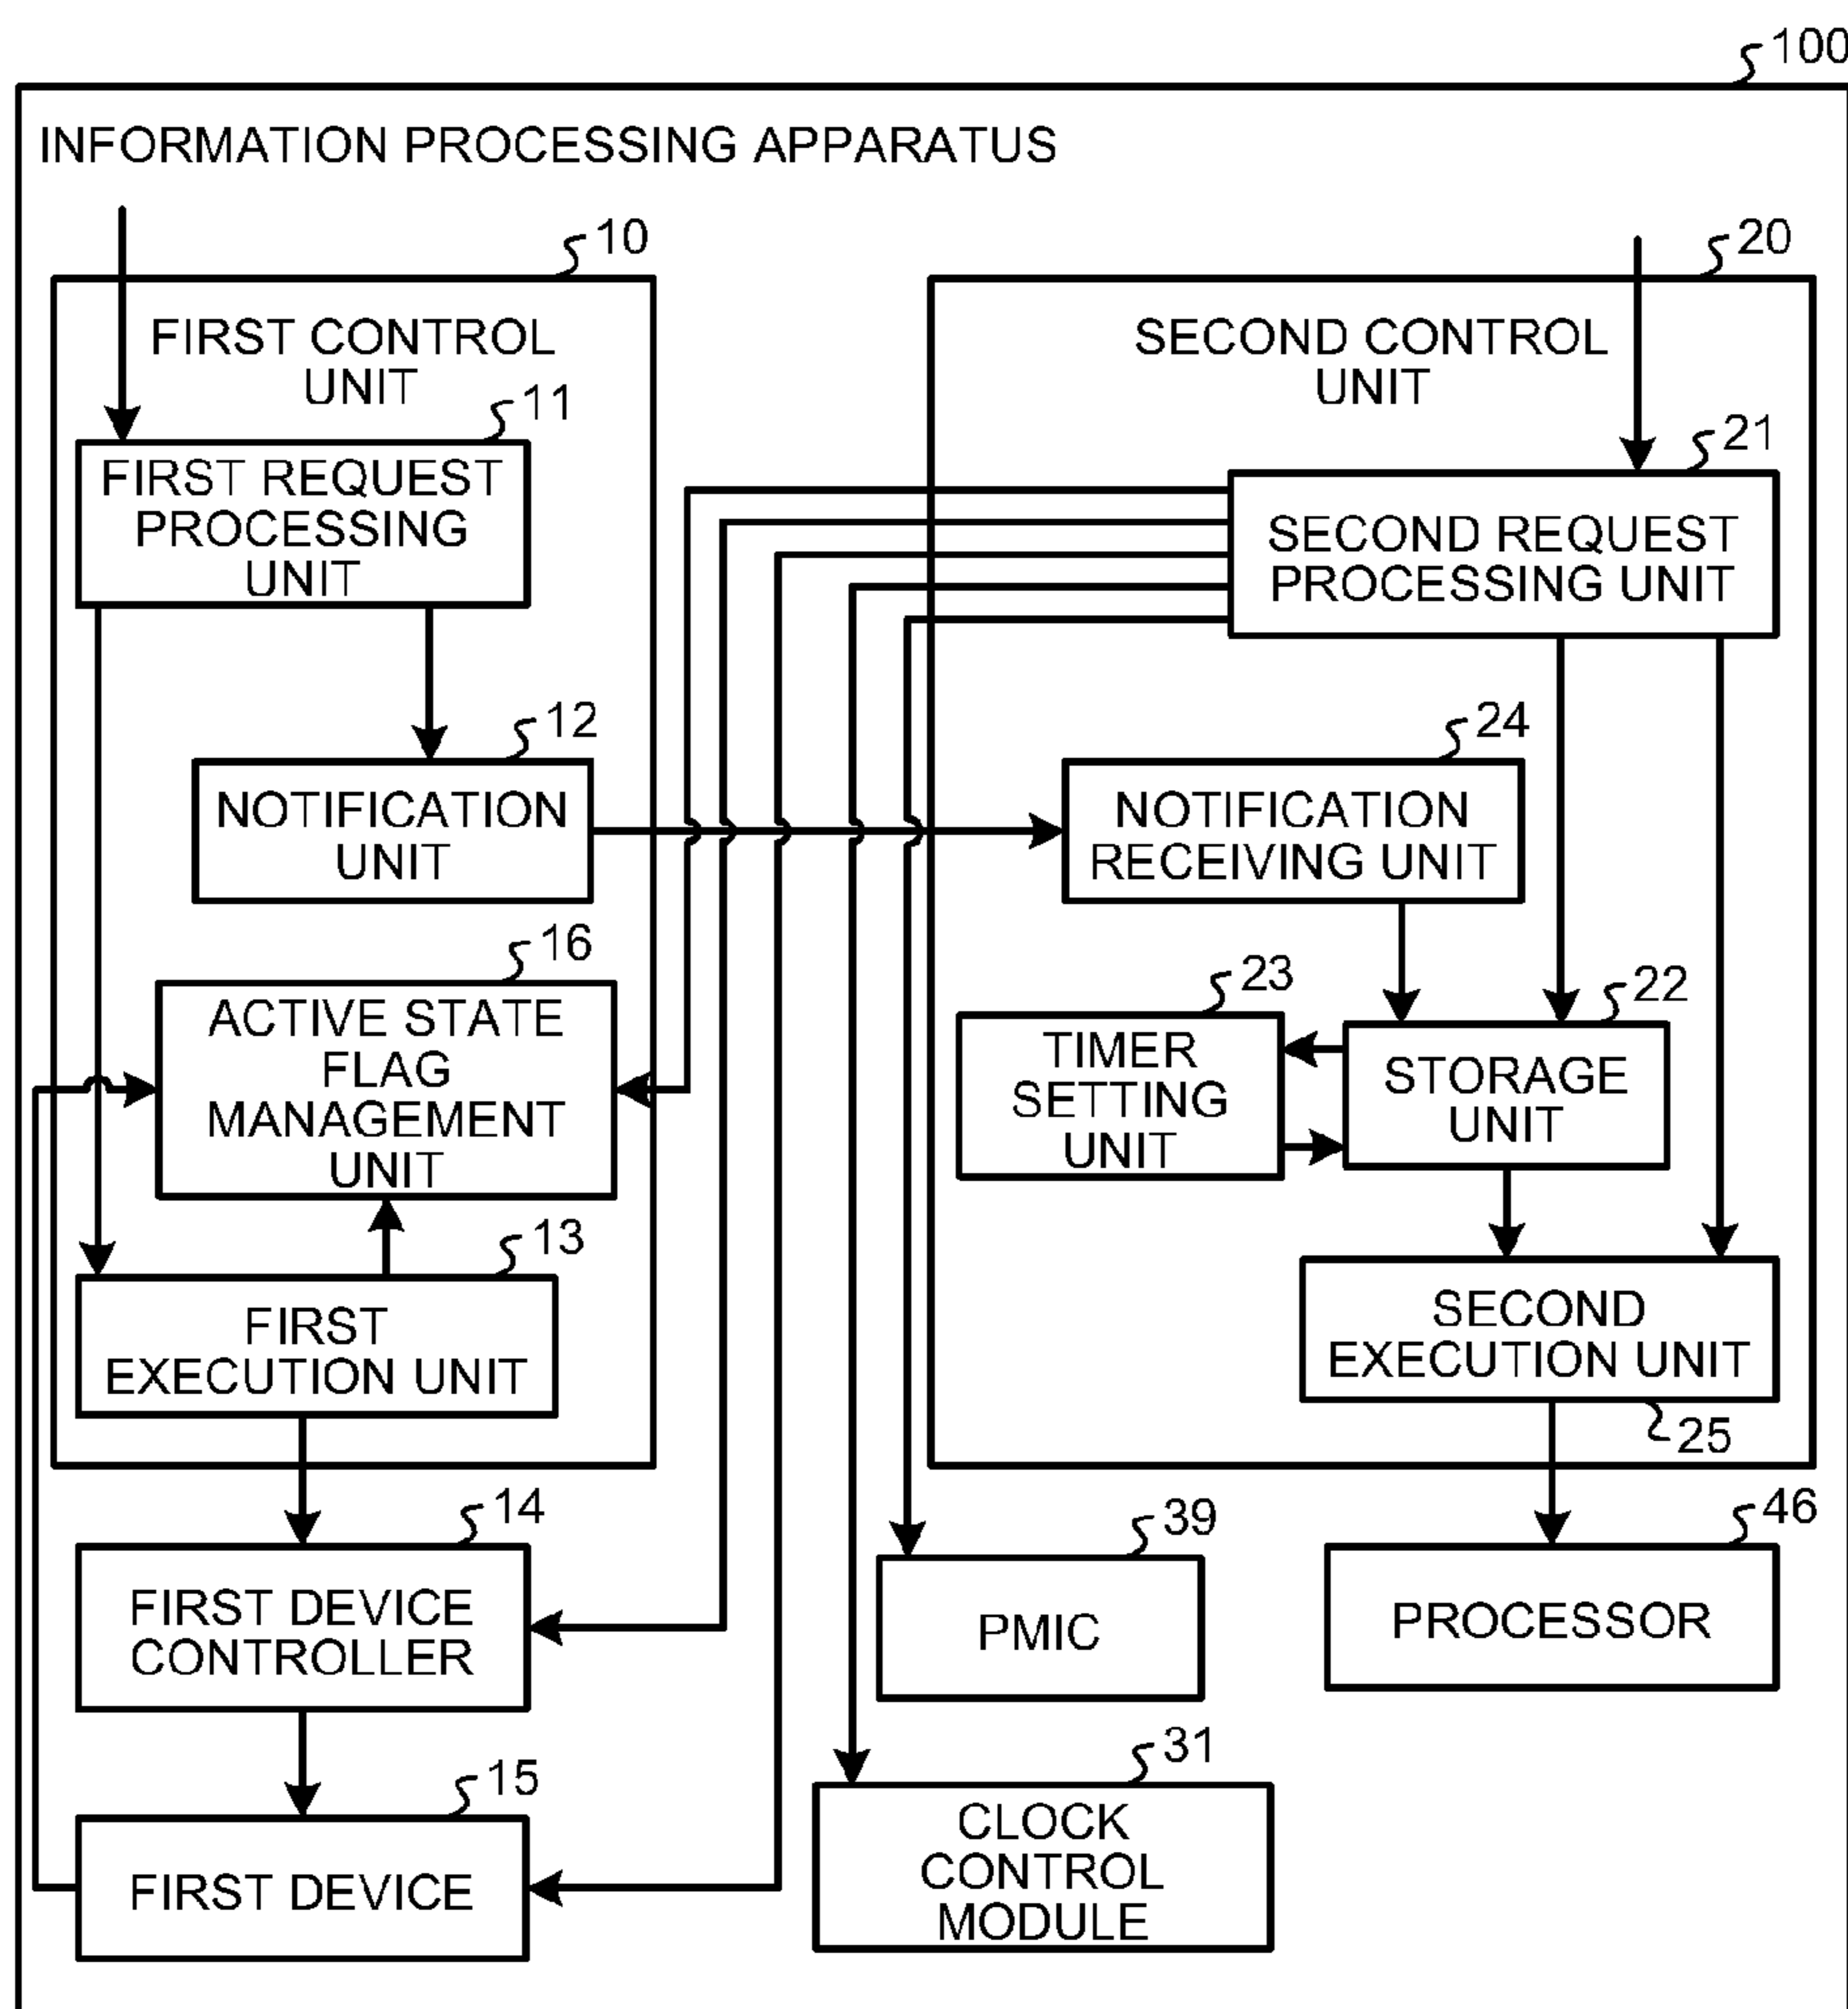 100
INFORMATION PROCESSING APPARATUS
10
FIRST CONTROL
UNIT
11
FIRST REQUEST
PROCESSING
UNIT
12
NOTIFICATION
UNIT
16
ACTIVE STATE
FLAG
MANAGEMENT
UNIT
13
FIRST
EXECUTION UNIT
14
FIRST DEVICE
CONTROLLER
15
FIRST DEVICE
20
SECOND CONTROL
UNIT
21
SECOND REQUEST
PROCESSING UNIT
24
NOTIFICATION
RECEIVING UNIT
23
TIMER
SETTING
UNIT
22
STORAGE
UNIT
SECOND
EXECUTION UNIT
25
39
PMIC
46
PROCESSOR
31
CLOCK
CONTROL
MODULE